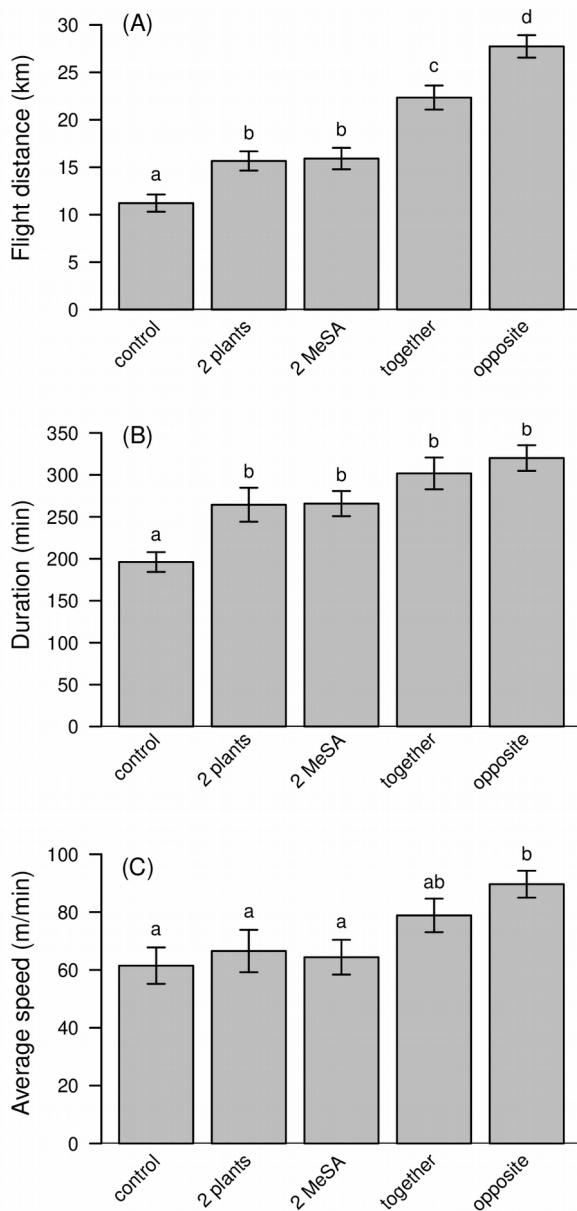 (A)
Flight distance (km)
30
25
20
15
10
5
0
a
b
b
c
d
control
2 plants
2 MeSA
together
opposite
(B)
Duration (min)
350
300
250
200
150
100
50
0
a
b
b
b
b
control
2 plants
2 MeSA
together
opposite
(C)
Average speed (m/min)
100
80
60
40
20
0
a
a
a
ab
b
control
2 plants
2 MeSA
together
opposite